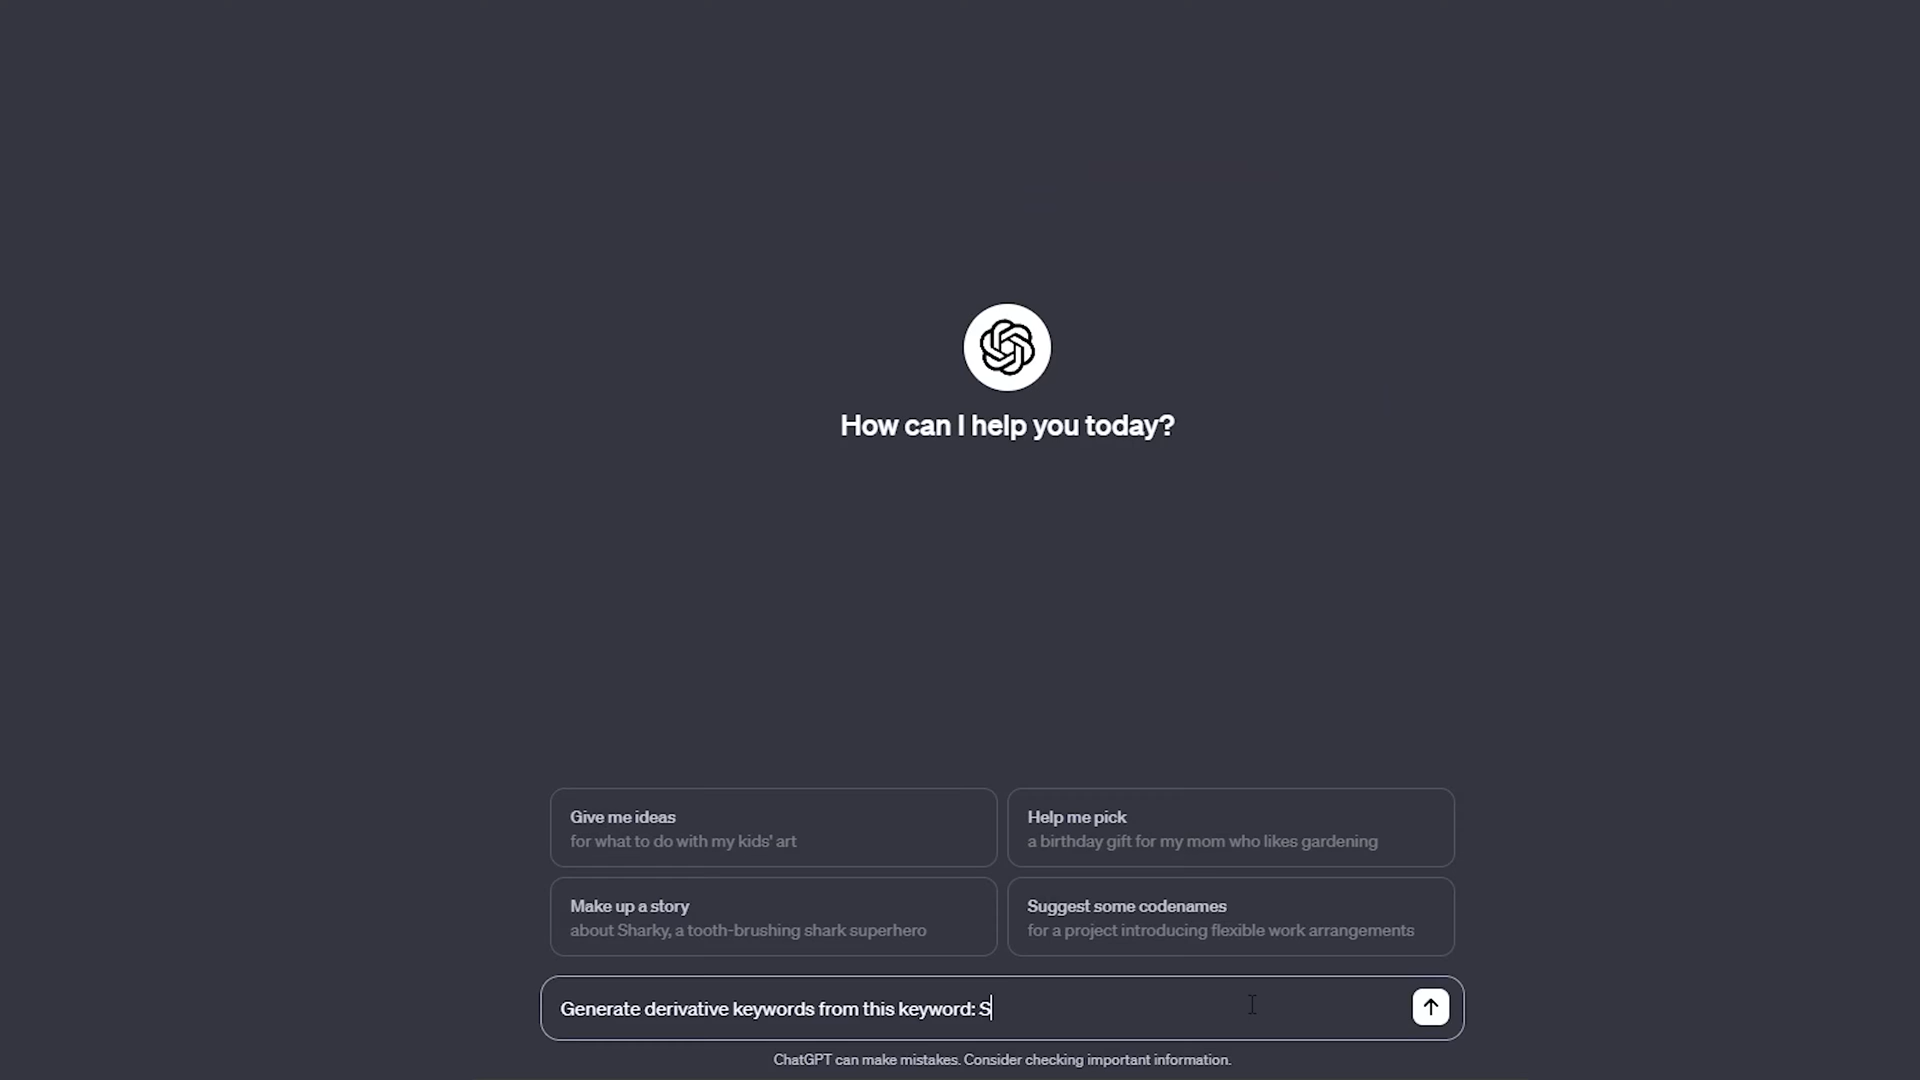 How can I help you today?
Give me ideas
for what to do with my kids' art
Help me pick
a birthday gift for my mom who likes gardening
Make up a story
about Sharky, a tooth-brushing shark superhero
Suggest some codenames
for a project introducing flexible work arrangements
Generate derivative keywords from this keyword: S
ChatGPT can make mistakes. Consider checking important information.